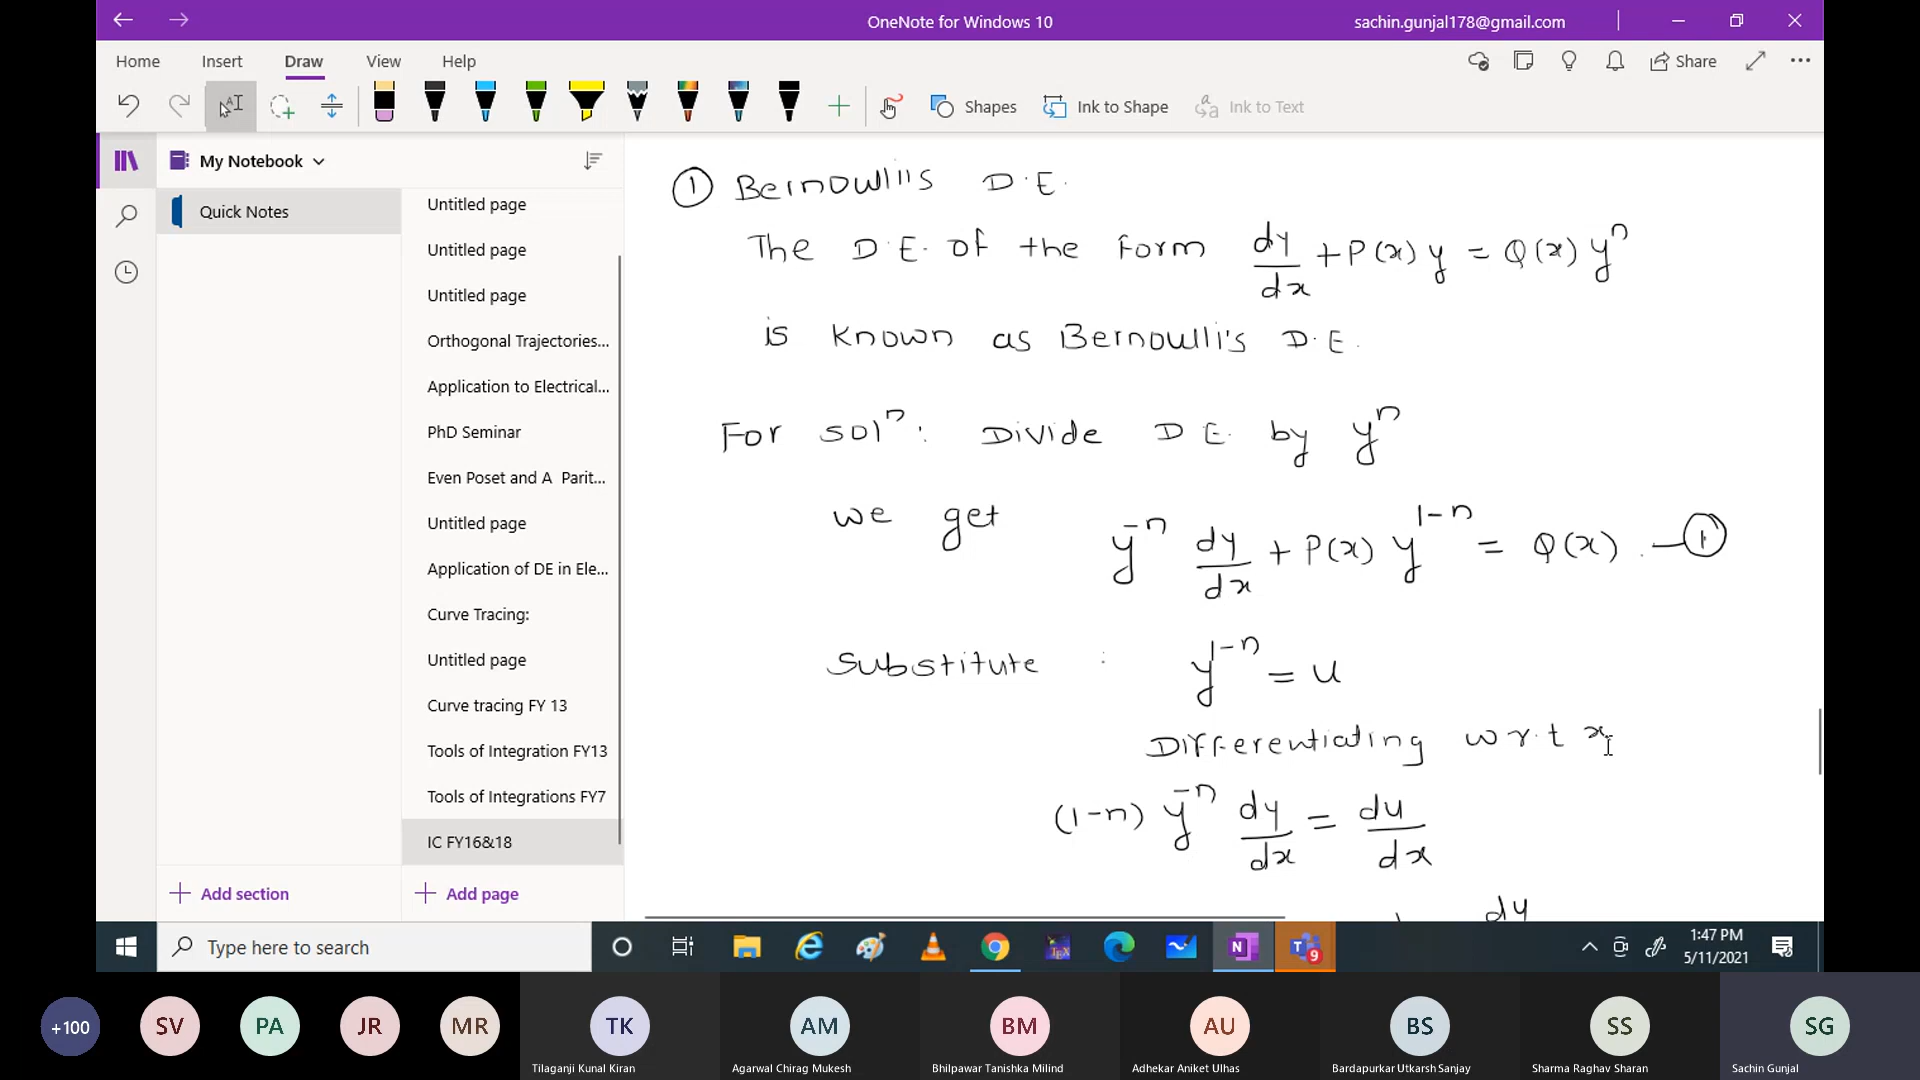 OneNote for Windows 10
sachin.gunjal178@gmail.com
Home Insert Draw View Help
Share
Shapes Ink to Shape Ink to Text
My Notebook
Quick Notes
Untitled page
Untitled page
Untitled page
Orthogonal Trajectories...
Application to Electrical...
PhD Seminar
Even Poset and A Parit...
Untitled page
Application of DE in Ele...
Curve Tracing:
Untitled page
Curve tracing FY 13
Tools of Integration FY13
Tools of Integrations FY7
IC FY16&18
+ Add section
+ Add page
① Bernoulliis D.E.
The D.E. of the form dy/dx + P(x) y = Q(x) y^n
is known as Bernoulli's D.E.
For sol^n : Divide D E. by y^n
we get y^-n dy/dx + P(x) y^1-n = Q(x). — ①
Substitute : y^1-n = u
Differentiating w.r.t x
(1-n) y^-n dy/dx = du/dx
dy
Type here to search
9
1:47 PM
5/11/2021
+100 SV PA JR MR TK AM BM AU BS SS SG
Tilaganji Kunal Kiran
Agarwal Chirag Mukesh
Bhilpawar Tanishka Milind
Adhekar Aniket Ulhas
Bardapurkar Utkarsh Sanjay
Sharma Raghav Sharan
Sachin Gunjal